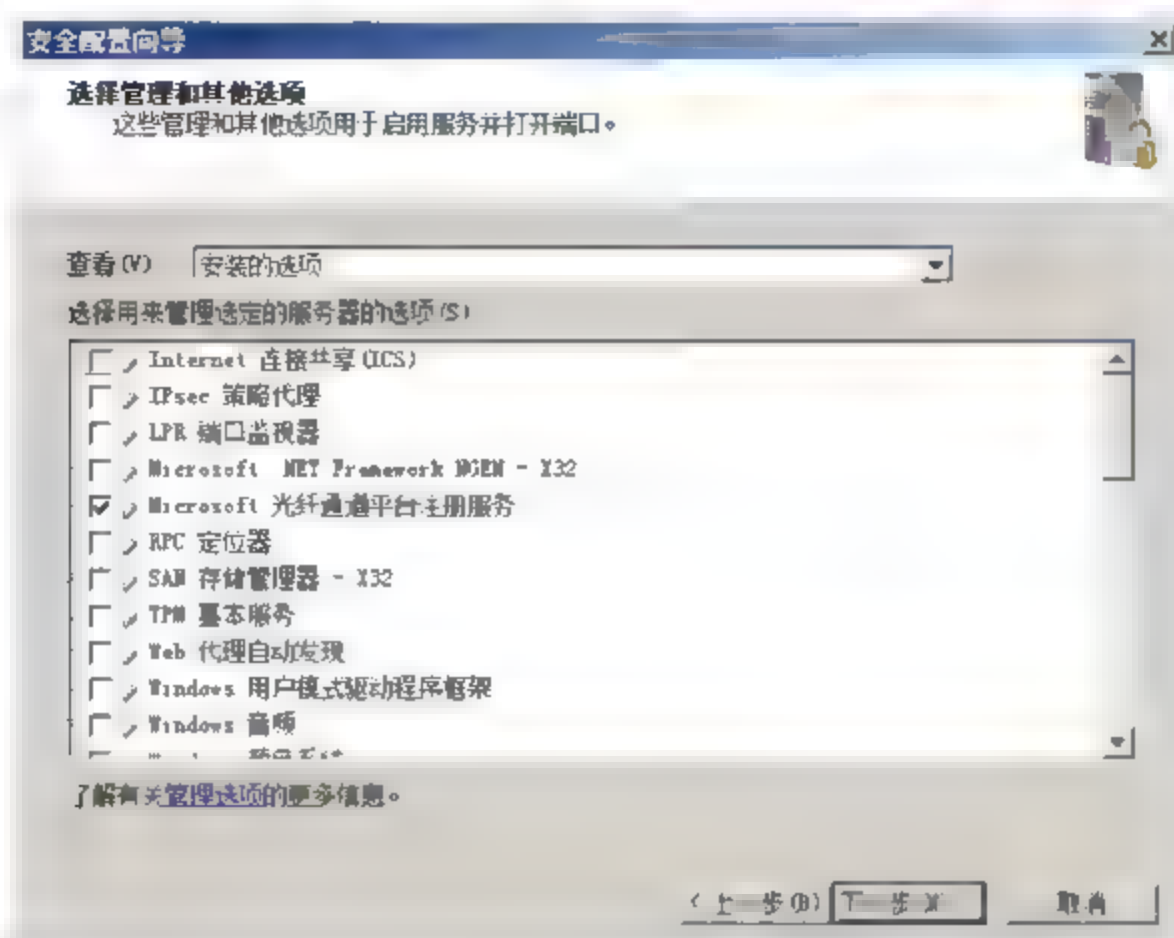 安全配置向导
选择管理和其他选项
这些管理和其他选项用于启用服务并打开端口。
查看(V) 安装的选项
选择用来管理选定的服务器的选项(S)
Internet 连接共享(ICS)
IPsec 策略代理
LPR 端口监视器
Microsoft .NET Framework NGEN - X32
Microsoft 光纤通道平台注册服务
RPC 定位器
SAN 存储管理器 - X32
TPM 基本服务
Web 代理自动发现
Windows 用户模式驱动程序框架
Windows 音频
了解有关管理选项的更多信息。
< 上一步(B) 下一步 取消